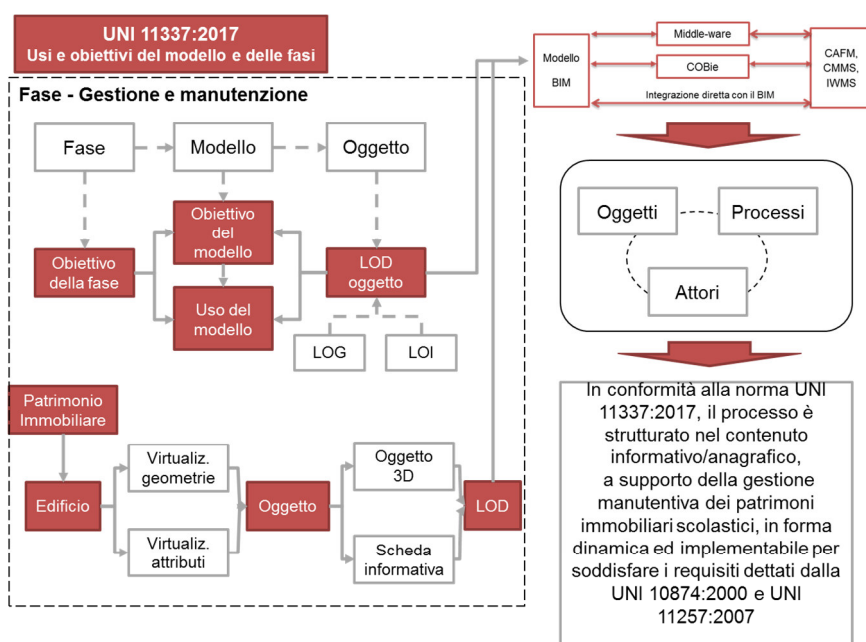 UNI 11337:2017
Usi e obiettivi del modello e delle fasi
Fase - Gestione e manutenzione
Fase
Modello
Oggetto
Obiettivo
della fase
Obiettivo
del
modello
Uso del
modello
LOD
oggetto
LOG
LOI
Patrimonio
Immobiliare
Edificio
Virtualiz.
geometrie
Virtualiz.
attributi
Oggetto
Oggetto
3D
Scheda
informativa
LOD
Modello
BIM
Middle-ware
COBie
Integrazione diretta con il BIM
CAFM,
CMMS,
IWMS
Oggetti
Processi
Attori
In conformità alla norma UNI
11337:2017, il processo è
strutturato nel contenuto
informativo/anagrafico,
a supporto della gestione
manutentiva dei patrimoni
immobiliari scolastici, in forma
dinamica ed implementabile per
soddisfare i requisiti dettati dalla
UNI 10874:2000 e UNI
11257:2007